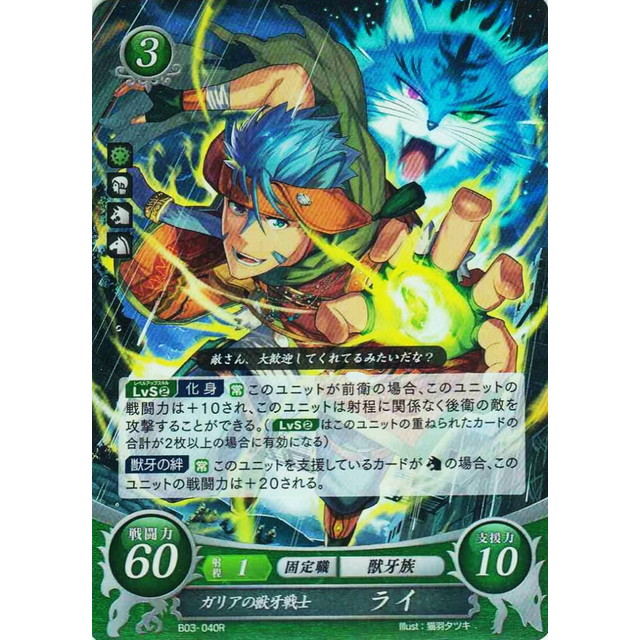 3
敵さん、大歓迎してくれてるみたいだな?
レベルアップスキル
LvS2 化身 常 このユニットが前衛の場合、このユニットの
戦闘力は+10され、このユニットは射程に関係なく後衛の敵を
攻撃することができる。(LvS2はこのユニットの重ねられたカードの
合計が2枚以上の場合に有効になる)
獣牙の絆 常 このユニットを支援しているカードが の場合、この
ユニットの戦闘力は+20される。
戦闘力
60
射程 1 固定職 獣牙族
支援力
10
ガリアの獣牙戦士 ライ
B03-040R Illust:猫羽タツキ